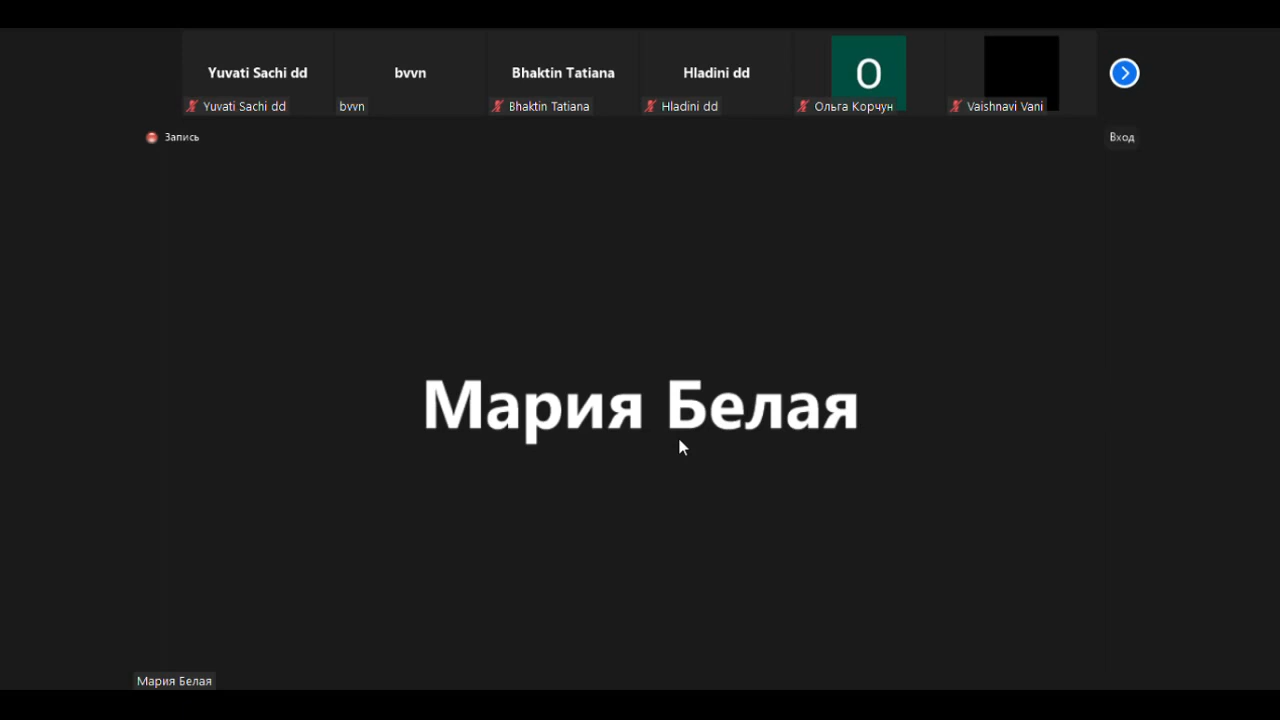 Yuvati Sachi dd
bvvn
Bhaktin Tatiana
Hladini dd
О
Yuvati Sachi dd
bvvn
Bhaktin Tatiana
Hladini dd
Ольга Корчун
Vaishnavi Vani
Запись
Вход
Мария Белая
Мария Белая